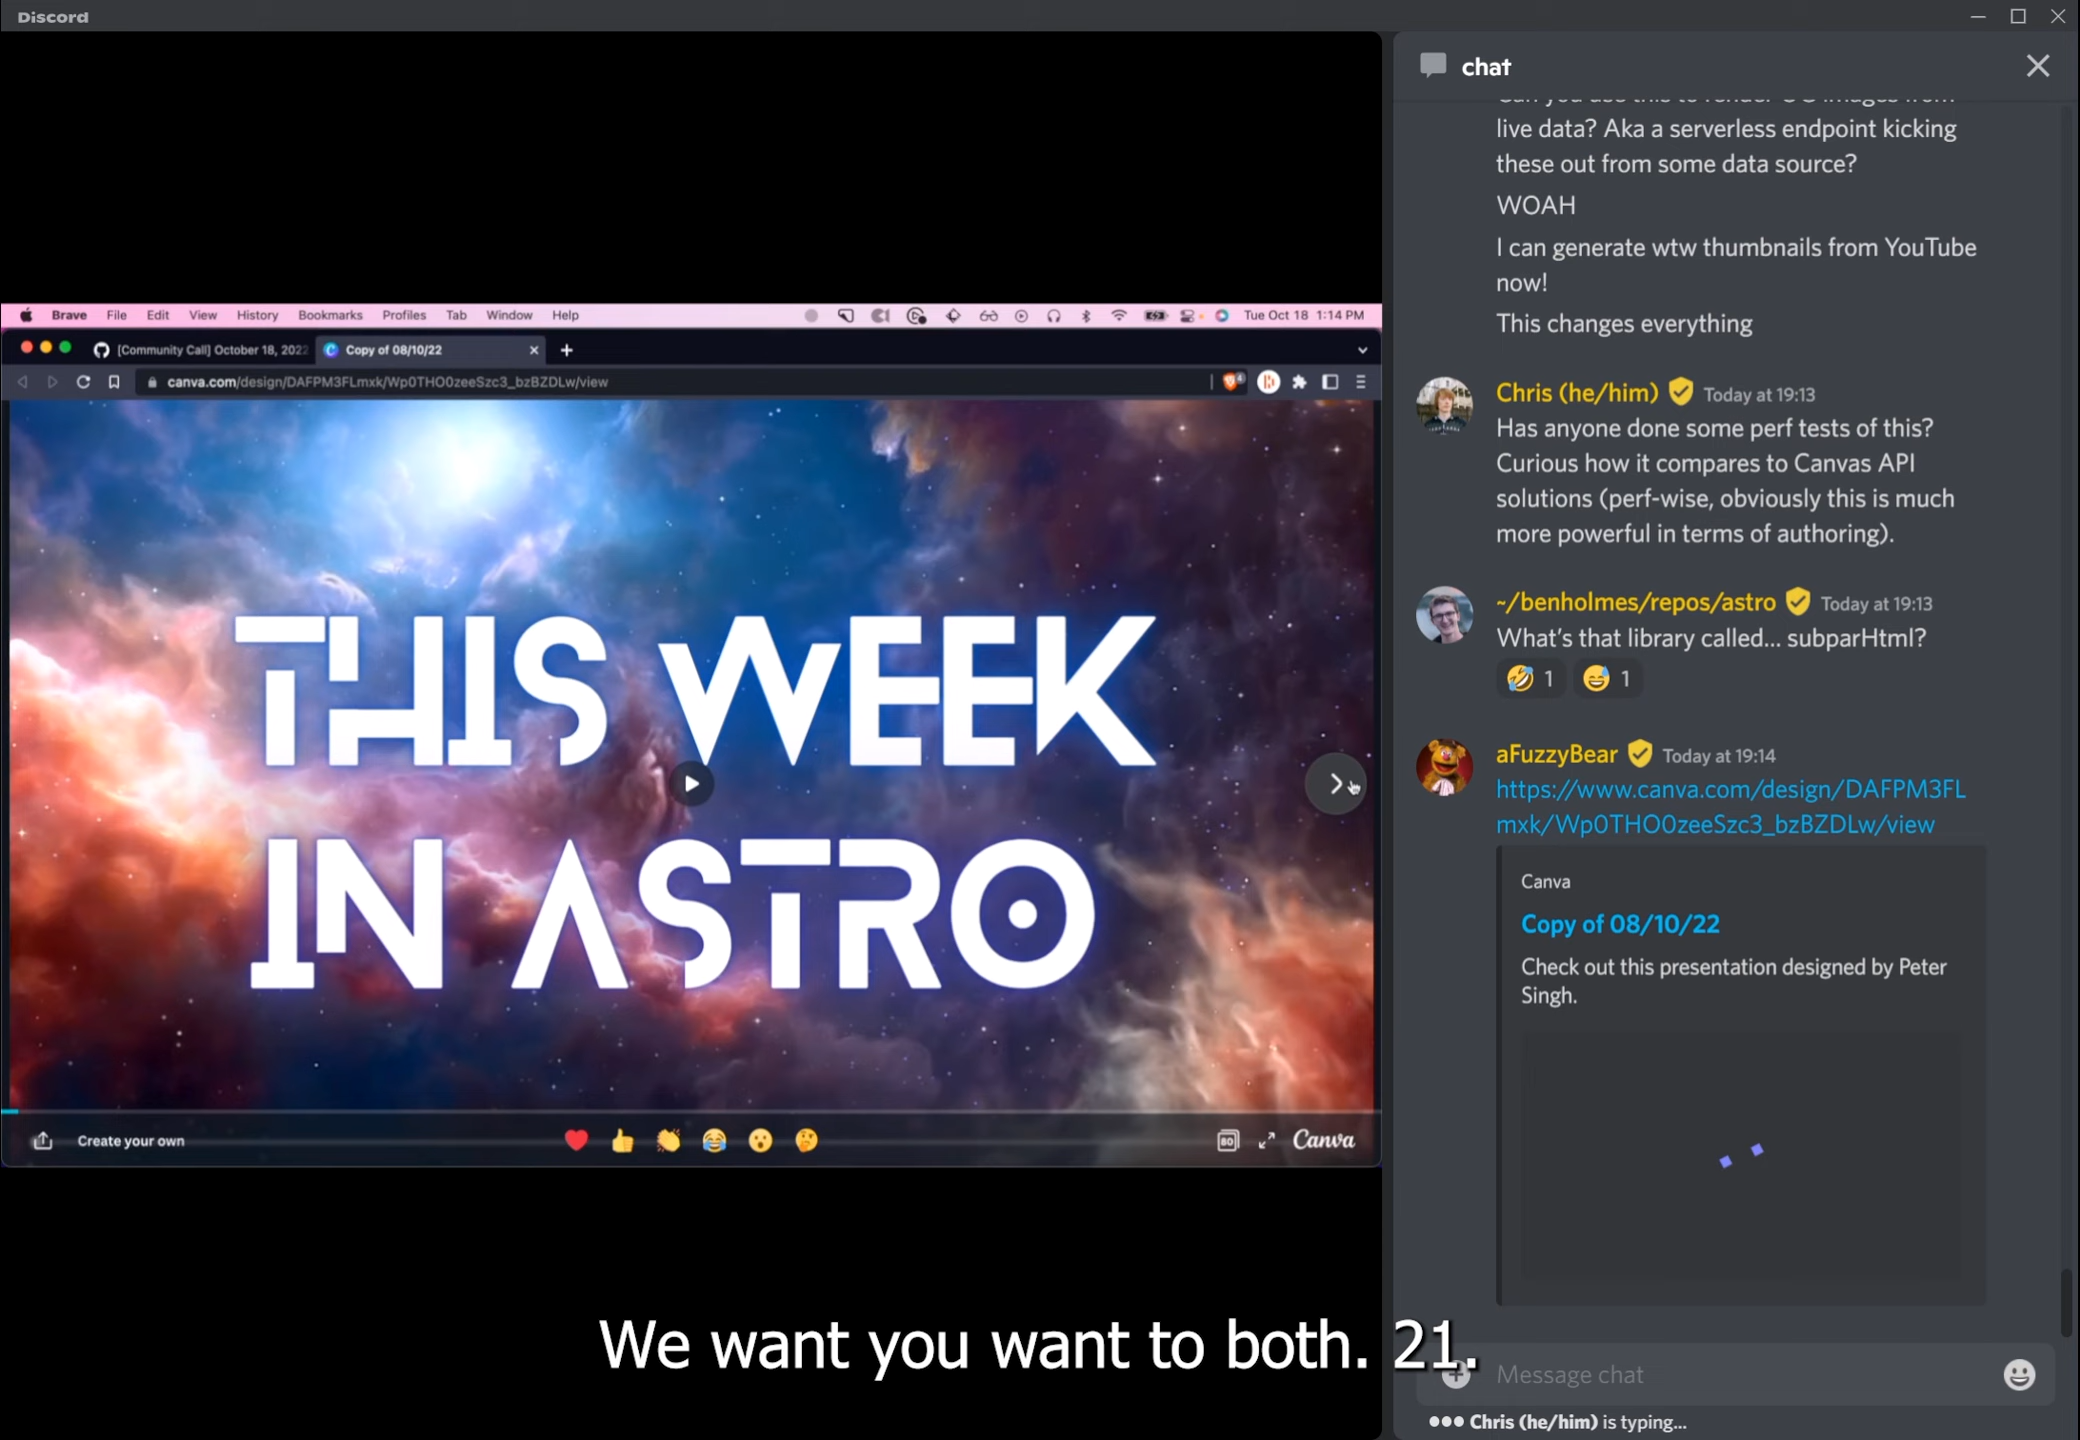 Discord
chat
live data? Aka a serverless endpoint kicking
these out from some data source?
WOAH
I can generate wtw thumbnails from YouTube
now!
This changes everything
Chris (he/him) Today at 19:13
Has anyone done some perf tests of this?
Curious how it compares to Canvas API
solutions (perf-wise, obviously this is much
more powerful in terms of authoring).
~/benholmes/repos/astro Today at 19:13
What's that library called... subparHtml?
1 1
aFuzzyBear Today at 19:14
https://www.canva.com/design/DAFPM3FL
mxk/Wp0THO0zeeSzc3_bzBZDLw/view
Canva
Copy of 08/10/22
Check out this presentation designed by Peter
Singh.
Message chat
Chris (he/him) is typing...
Brave File Edit View History Bookmarks Profiles Tab Window Help Tue Oct 18 1:14 PM
[Community Call] October 18, 2022 Copy of 08/10/22
canva.com/design/DAFPM3FLmxk/Wp0THO0zeeSzc3_bzBZDLw/view
THIS WEEK
IN ASTRO
Create your own 80 Canva
We want you want to both. 21.